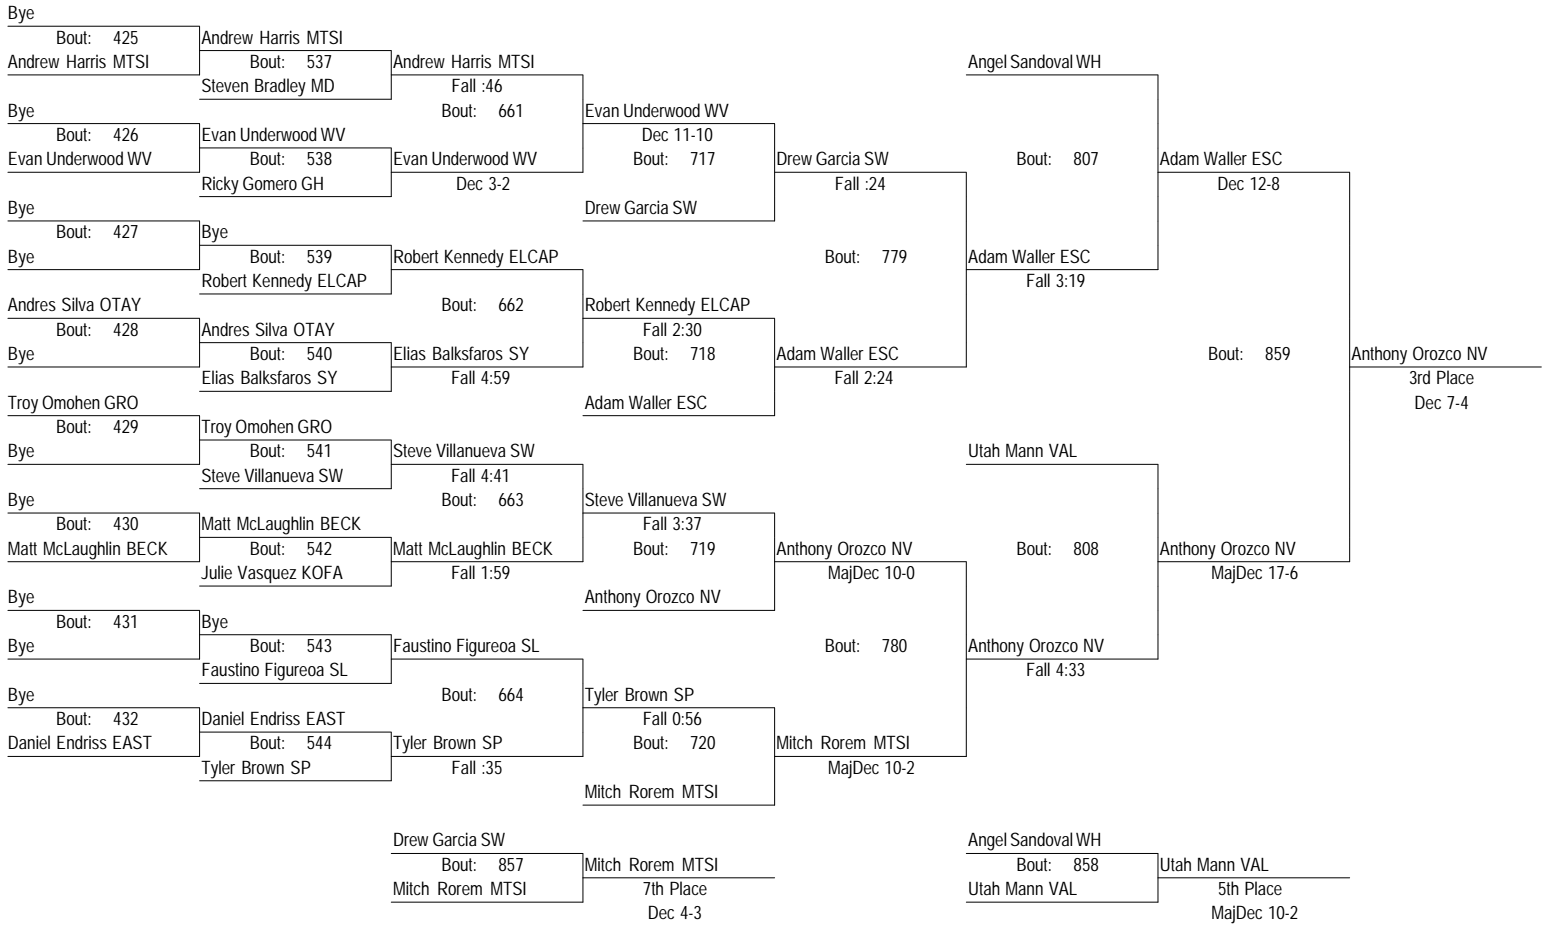 Bye
Bout: 425
Andrew Harris MTSI
Andrew Harris MTSI
Bout: 537
Steven Bradley MD
Andrew Harris MTSI
Fall :46
Bout: 661
Bye
Bout: 426
Evan Underwood WV
Evan Underwood WV
Bout: 538
Ricky Gomero GH
Evan Underwood WV
Dec 3-2
Evan Underwood WV
Dec 11-10
Bout: 717
Drew Garcia SW
Drew Garcia SW
Fall :24
Bye
Bout: 427
Bye
Bye
Bout: 539
Robert Kennedy ELCAP
Robert Kennedy ELCAP
Bout: 662
Andres Silva OTAY
Bout: 428
Bye
Andres Silva OTAY
Bout: 540
Elias Balksfaros SY
Elias Balksfaros SY
Fall 4:59
Robert Kennedy ELCAP
Fall 2:30
Bout: 718
Adam Waller ESC
Adam Waller ESC
Fall 2:24
Bout: 779
Angel Sandoval WH
Bout: 807
Adam Waller ESC
Fall 3:19
Adam Waller ESC
Dec 12-8
Troy Omohen GRO
Bout: 429
Bye
Troy Omohen GRO
Bout: 541
Steve Villanueva SW
Steve Villanueva SW
Fall 4:41
Bout: 663
Bye
Bout: 430
Matt McLaughlin BECK
Matt McLaughlin BECK
Bout: 542
Julie Vasquez KOFA
Matt McLaughlin BECK
Fall 1:59
Steve Villanueva SW
Fall 3:37
Bout: 719
Anthony Orozco NV
Anthony Orozco NV
MajDec 10-0
Bye
Bout: 431
Bye
Bye
Bout: 543
Faustino Figureoa SL
Faustino Figureoa SL
Bout: 664
Bye
Bout: 432
Daniel Endriss EAST
Daniel Endriss EAST
Bout: 544
Tyler Brown SP
Tyler Brown SP
Fall :35
Tyler Brown SP
Fall 0:56
Bout: 720
Mitch Rorem MTSI
Mitch Rorem MTSI
MajDec 10-2
Bout: 780
Utah Mann VAL
Bout: 808
Anthony Orozco NV
Fall 4:33
Anthony Orozco NV
MajDec 17-6
Bout: 859
Anthony Orozco NV
3rd Place
Dec 7-4
Drew Garcia SW
Bout: 857
Mitch Rorem MTSI
Mitch Rorem MTSI
7th Place
Dec 4-3
Angel Sandoval WH
Bout: 858
Utah Mann VAL
Utah Mann VAL
5th Place
MajDec 10-2